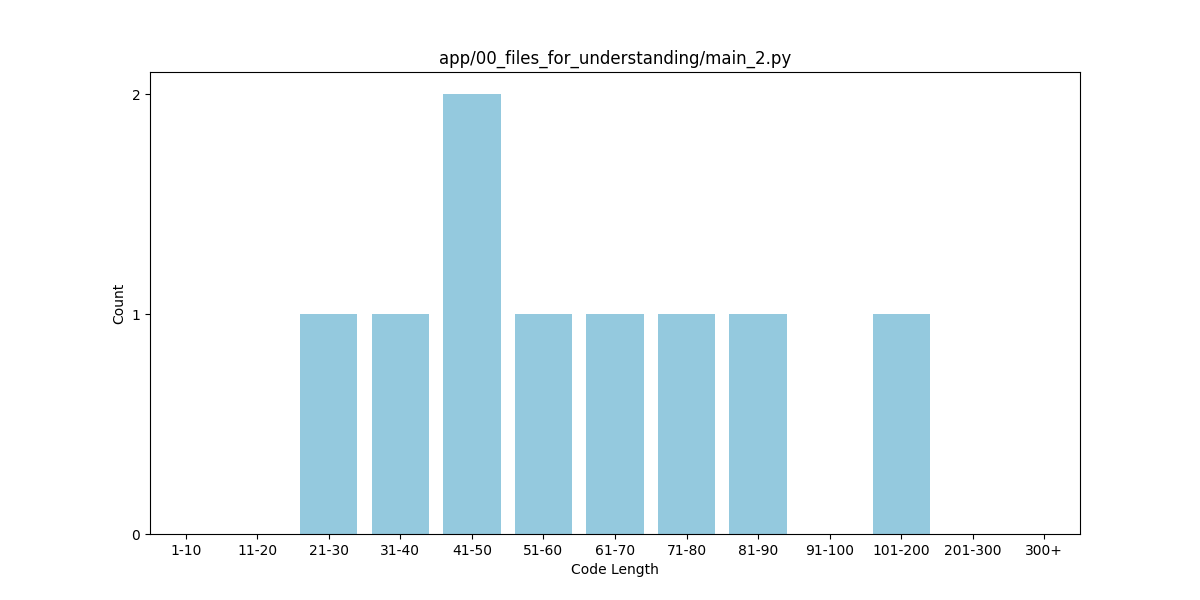 app/00_files_for_understanding/main_2.py
2
1
0
Count
1-10 11-20 21-30 31-40 41-50 51-60 61-70 71-80 81-90 91-100 101-200 201-300 300+
Code Length